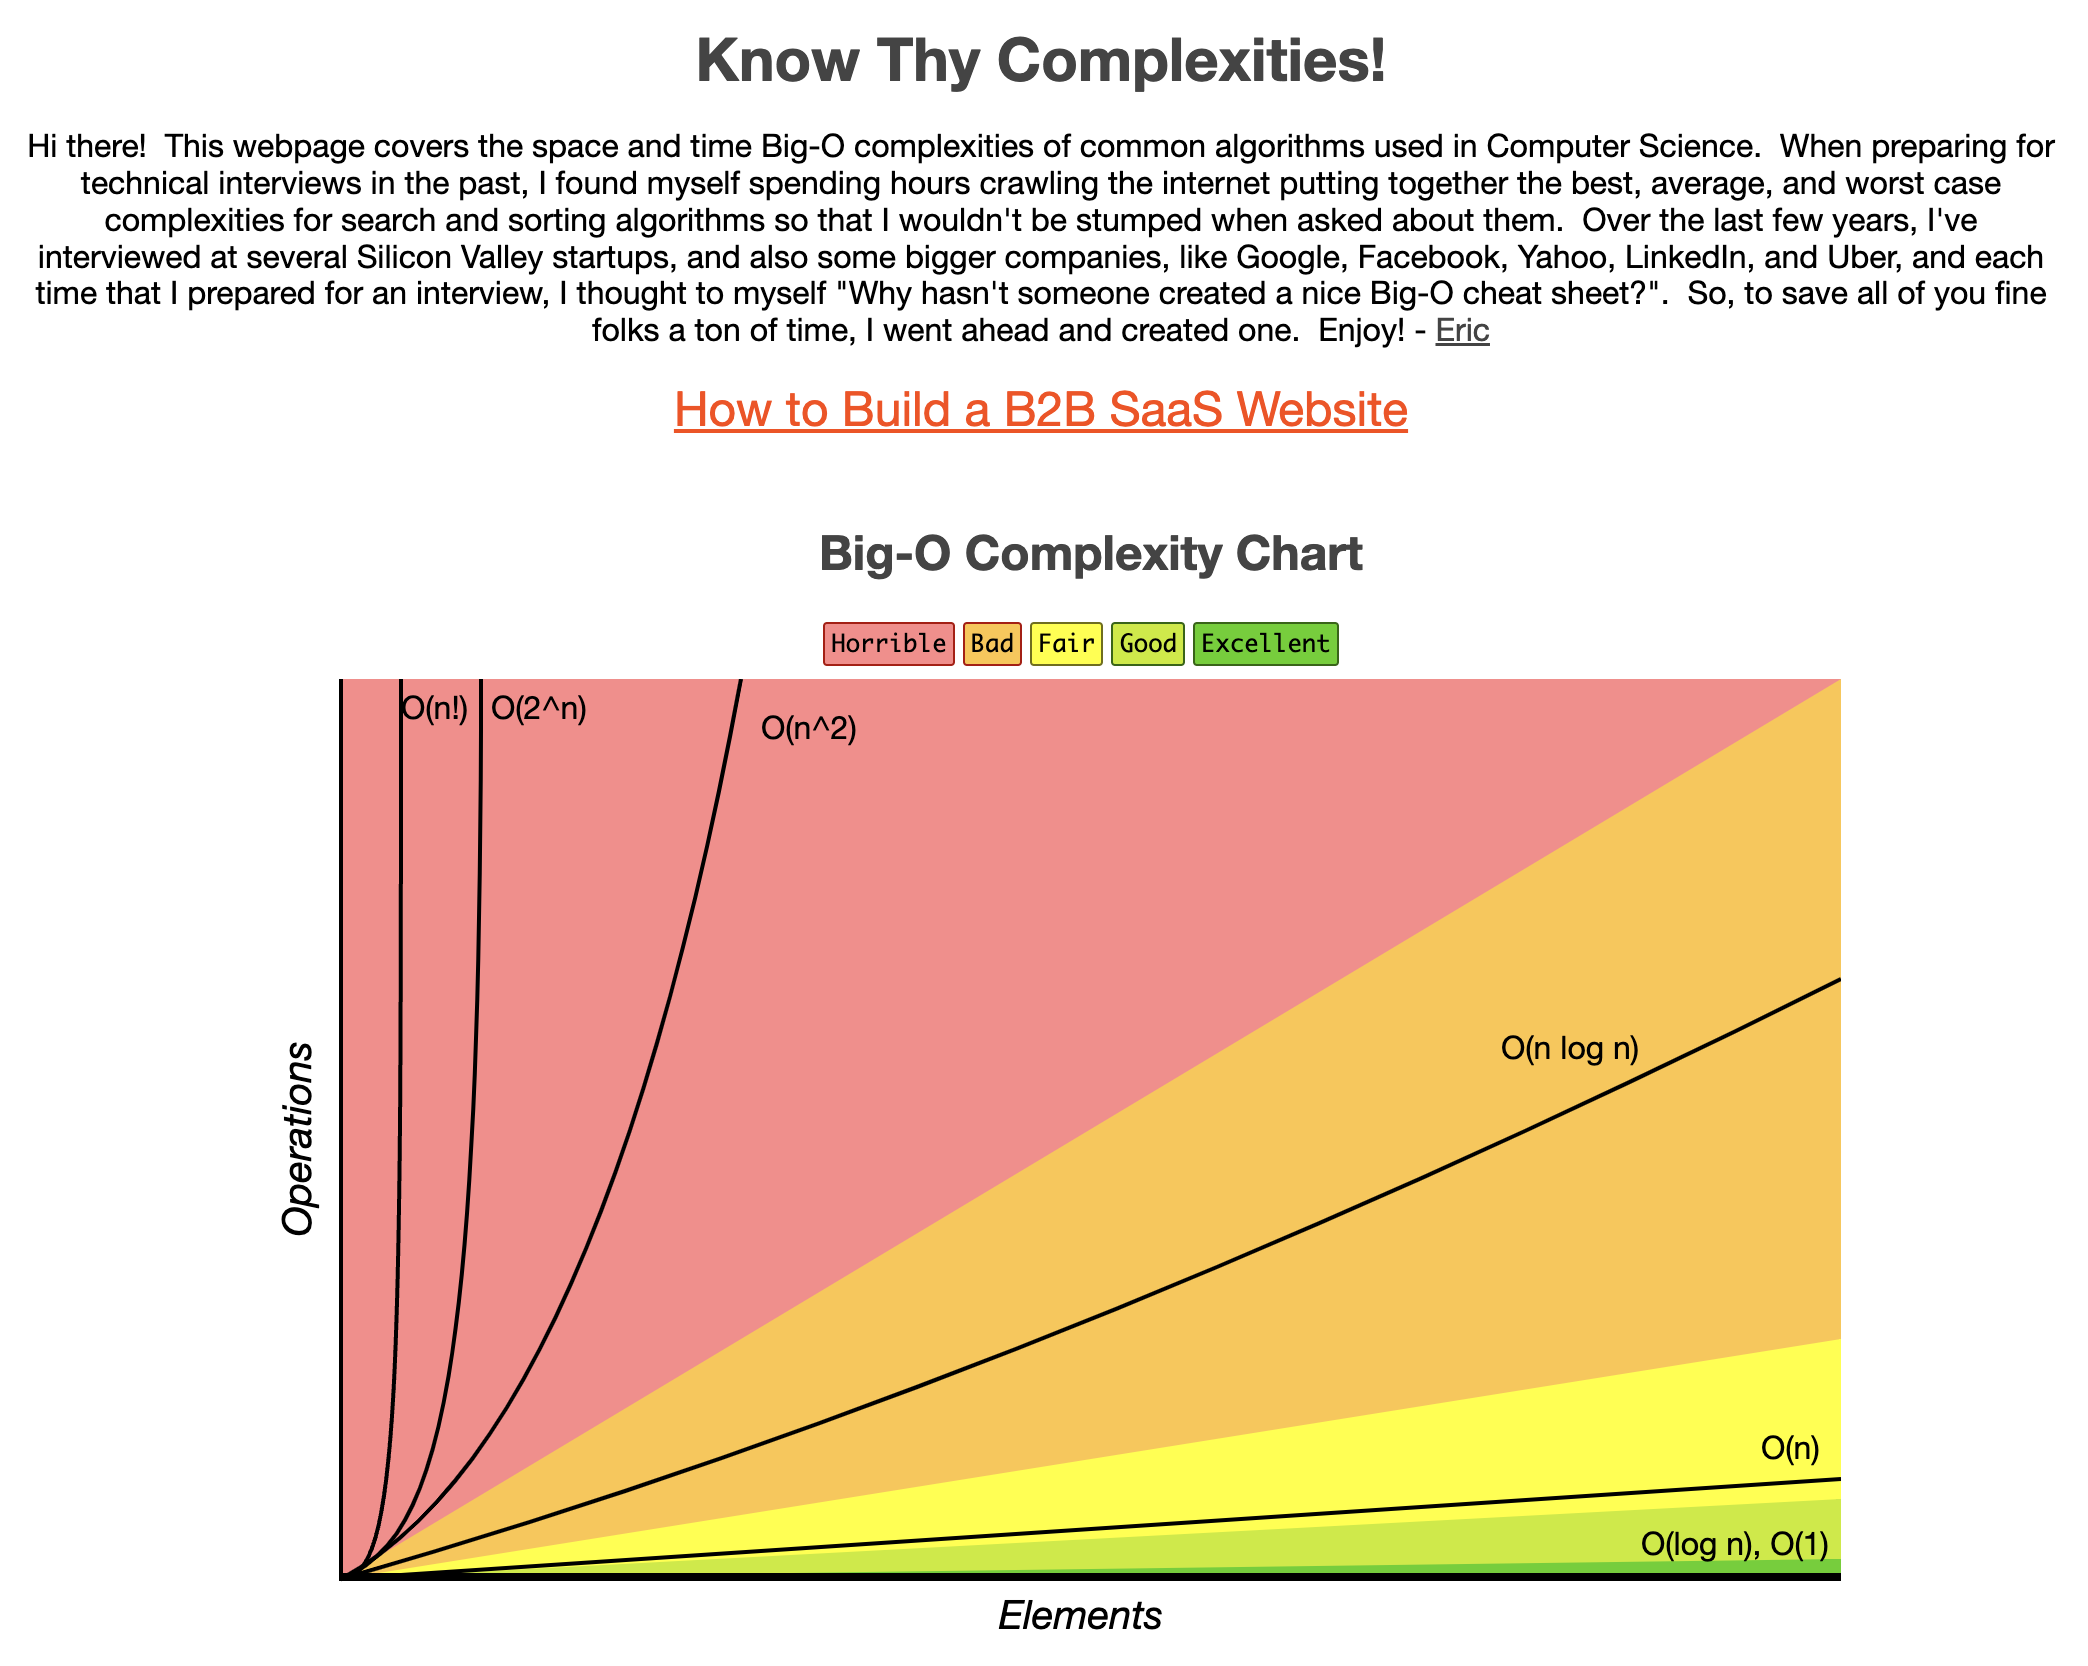 Know Thy Complexities!
Hi there!  This webpage covers the space and time Big-O complexities of common algorithms used in Computer Science.  When preparing for
technical interviews in the past, I found myself spending hours crawling the internet putting together the best, average, and worst case
complexities for search and sorting algorithms so that I wouldn't be stumped when asked about them.  Over the last few years, I've
interviewed at several Silicon Valley startups, and also some bigger companies, like Google, Facebook, Yahoo, LinkedIn, and Uber, and each
time that I prepared for an interview, I thought to myself "Why hasn't someone created a nice Big-O cheat sheet?".  So, to save all of you fine
folks a ton of time, I went ahead and created one.  Enjoy! - Eric
How to Build a B2B SaaS Website
Big-O Complexity Chart
Horrible Bad Fair Good Excellent
O(n!) O(2^n)
O(n^2)
O(n log n)
Operations
O(n)
O(log n), O(1)
Elements